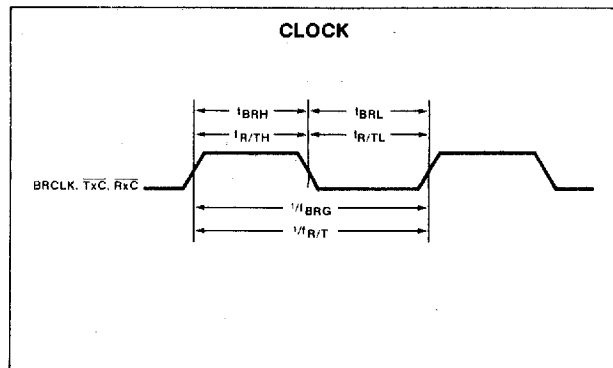 CLOCK
tBRH tBRL
tR/TH tR/TL
BRCLK, TxC, RxC
1/fBRG
1/fR/T